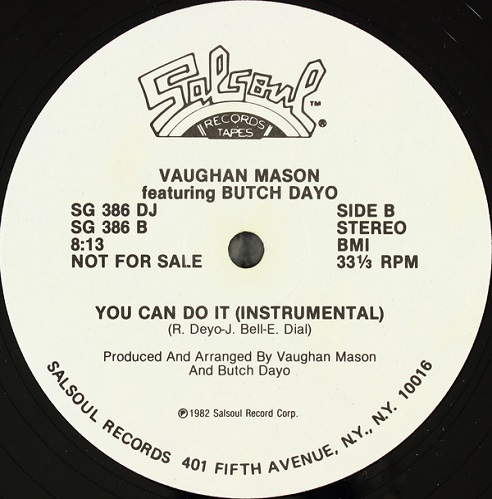 Salsoul ™
RECORDS ®
TAPES
VAUGHAN MASON
featuring BUTCH DAYO
SG 386 DJ SIDE B
SG 386 B STEREO
8:13 BMI
NOT FOR SALE 33⅓ RPM
YOU CAN DO IT (INSTRUMENTAL)
(R. Deyo-J. Bell-E. Dial)
Produced And Arranged By Vaughan Mason
And Butch Dayo
℗1982 Salsoul Record Corp.
SALSOUL RECORDS 401 FIFTH AVENUE, N.Y., N.Y. 10016